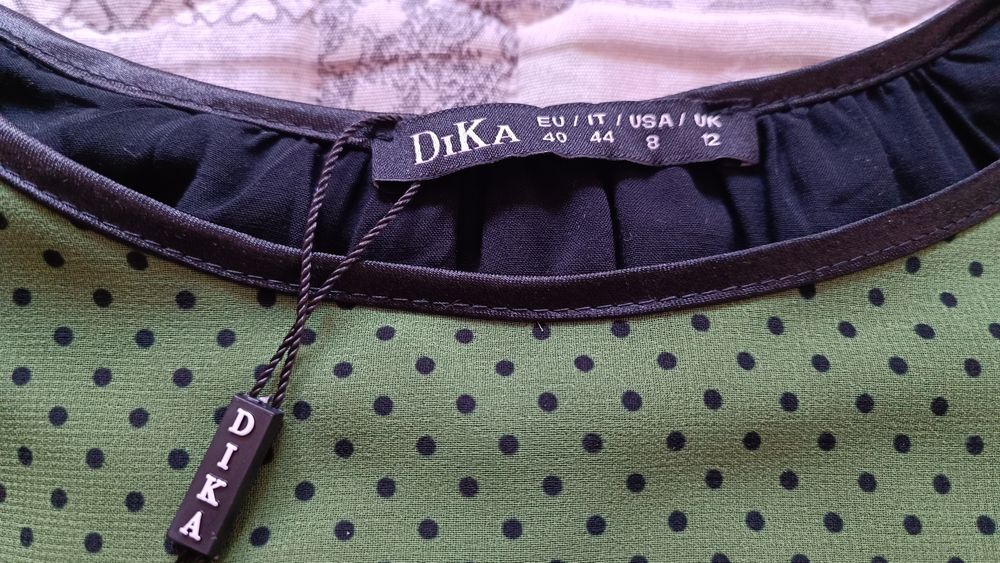 DIKA
EU / IT / USA / UK
40 44 8 12
DIKA